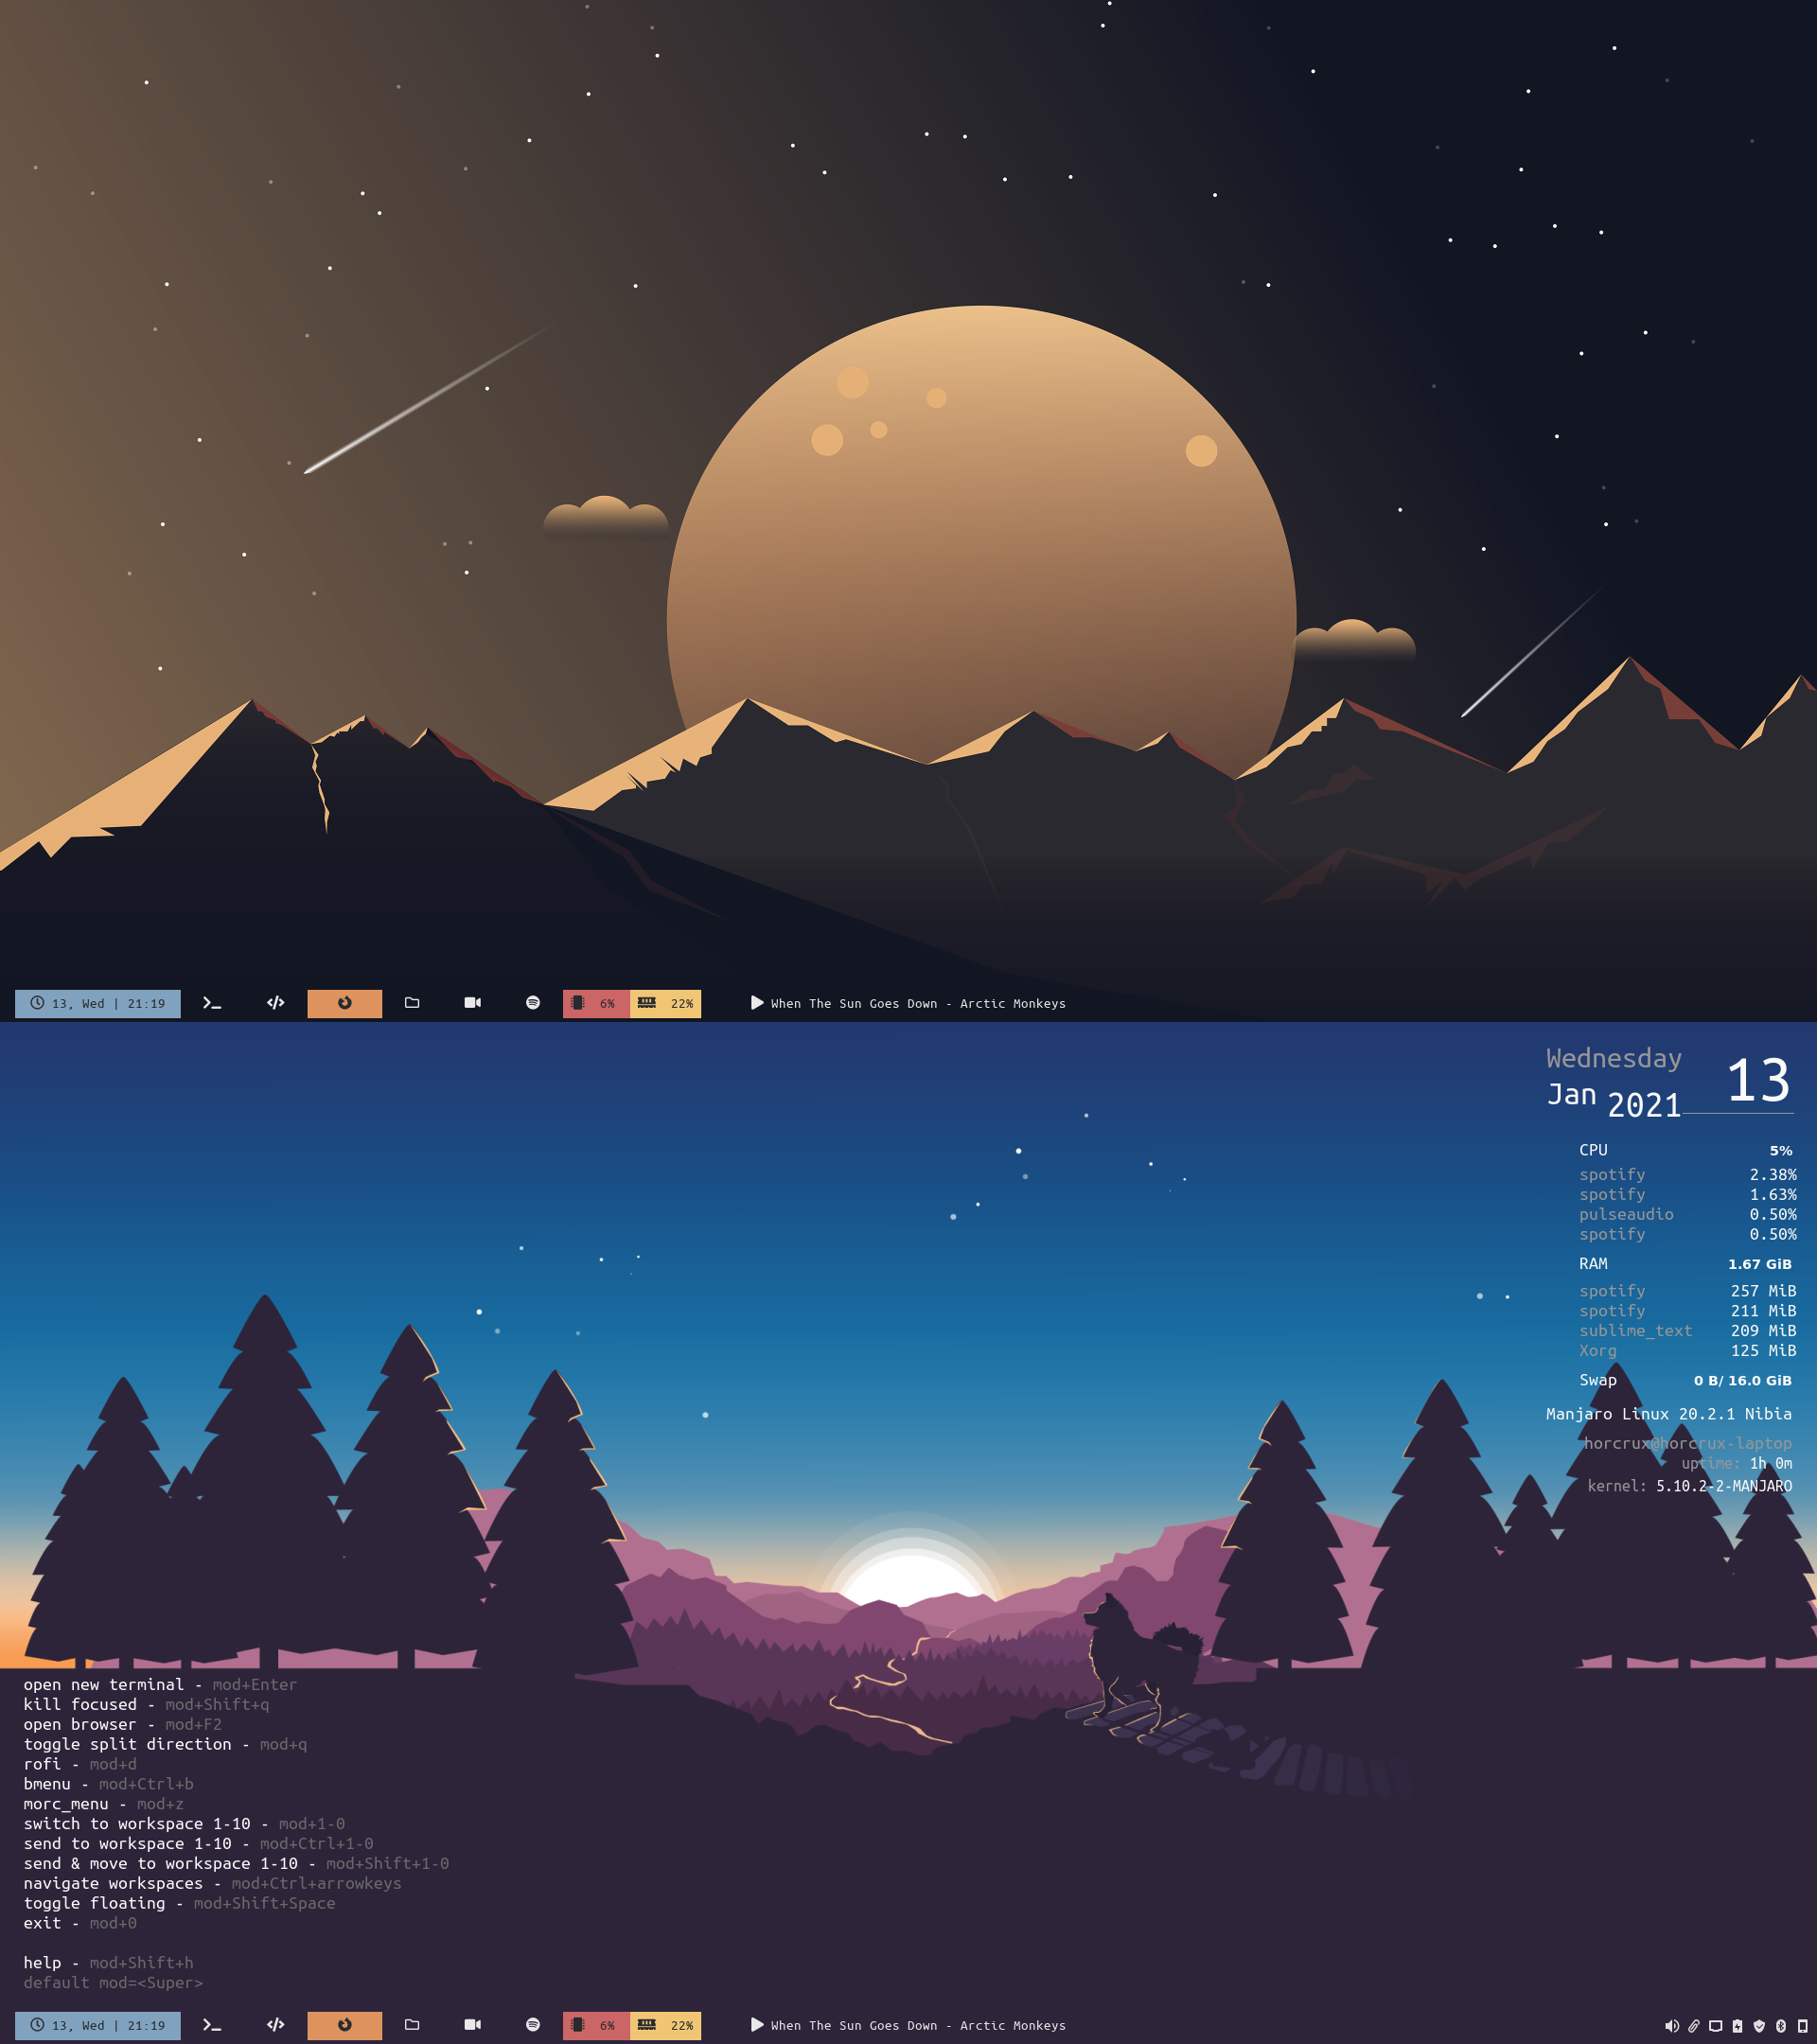 13, Wed | 21:19
6%
22%
When The Sun Goes Down - Arctic Monkeys
Wednesday
Jan 2021
13
CPU 5%
spotify 2.38%
spotify 1.63%
pulseaudio 0.50%
spotify 0.50%
RAM 1.67 GiB
spotify 257 MiB
spotify 211 MiB
sublime_text 209 MiB
Xorg 125 MiB
Swap 0 B/ 16.0 GiB
Manjaro Linux 20.2.1 Nibia
horcrux@horcrux-laptop
uptime: 1h 0m
kernel: 5.10.2-2-MANJARO
open new terminal - mod+Enter
kill focused - mod+Shift+q
open browser - mod+F2
toggle split direction - mod+q
rofi - mod+d
bmenu - mod+Ctrl+b
morc_menu - mod+z
switch to workspace 1-10 - mod+1-0
send to workspace 1-10 - mod+Ctrl+1-0
send & move to workspace 1-10 - mod+Shift+1-0
navigate workspaces - mod+Ctrl+arrowkeys
toggle floating - mod+Shift+Space
exit - mod+0
help - mod+Shift+h
default mod=<Super>
13, Wed | 21:19
6%
22%
When The Sun Goes Down - Arctic Monkeys